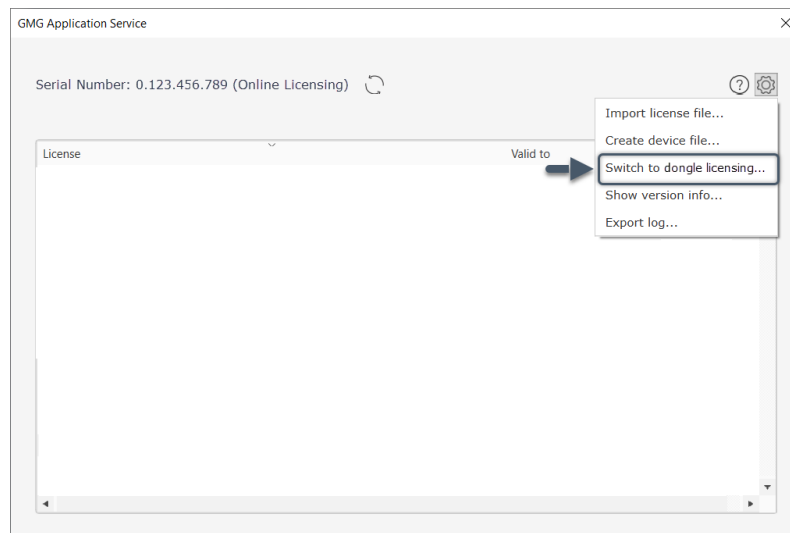 GMG Application Service
Serial Number: 0.123.456.789 (Online Licensing)
Import license file...
Create device file...
License
Valid to
Switch to dongle licensing...
Show version info...
Export log...